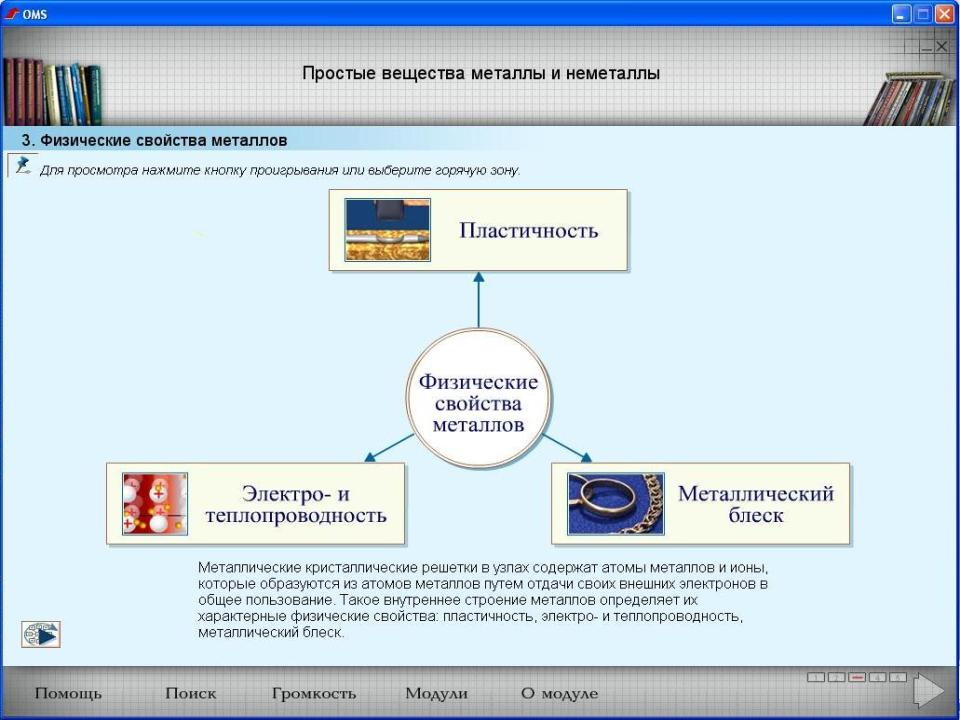 OMS
Простые вещества металлы и неметаллы
3. Физические свойства металлов
Для просмотра нажмите кнопку проигрывания или выберите горячую зону.
Пластичность
Физические
свойства
металлов
Электро- и
теплопроводность
Металлический
блеск
Металлические кристаллические решетки в узлах содержат атомы металлов и ионы,
которые образуются из атомов металлов путем отдачи своих внешних электронов в
общее пользование. Такое внутреннее строение металлов определяет их
характерные физические свойства: пластичность, электро- и теплопроводность,
металлический блеск.
1 2 4 5
Помощь Поиск Громкость Модули О модуле